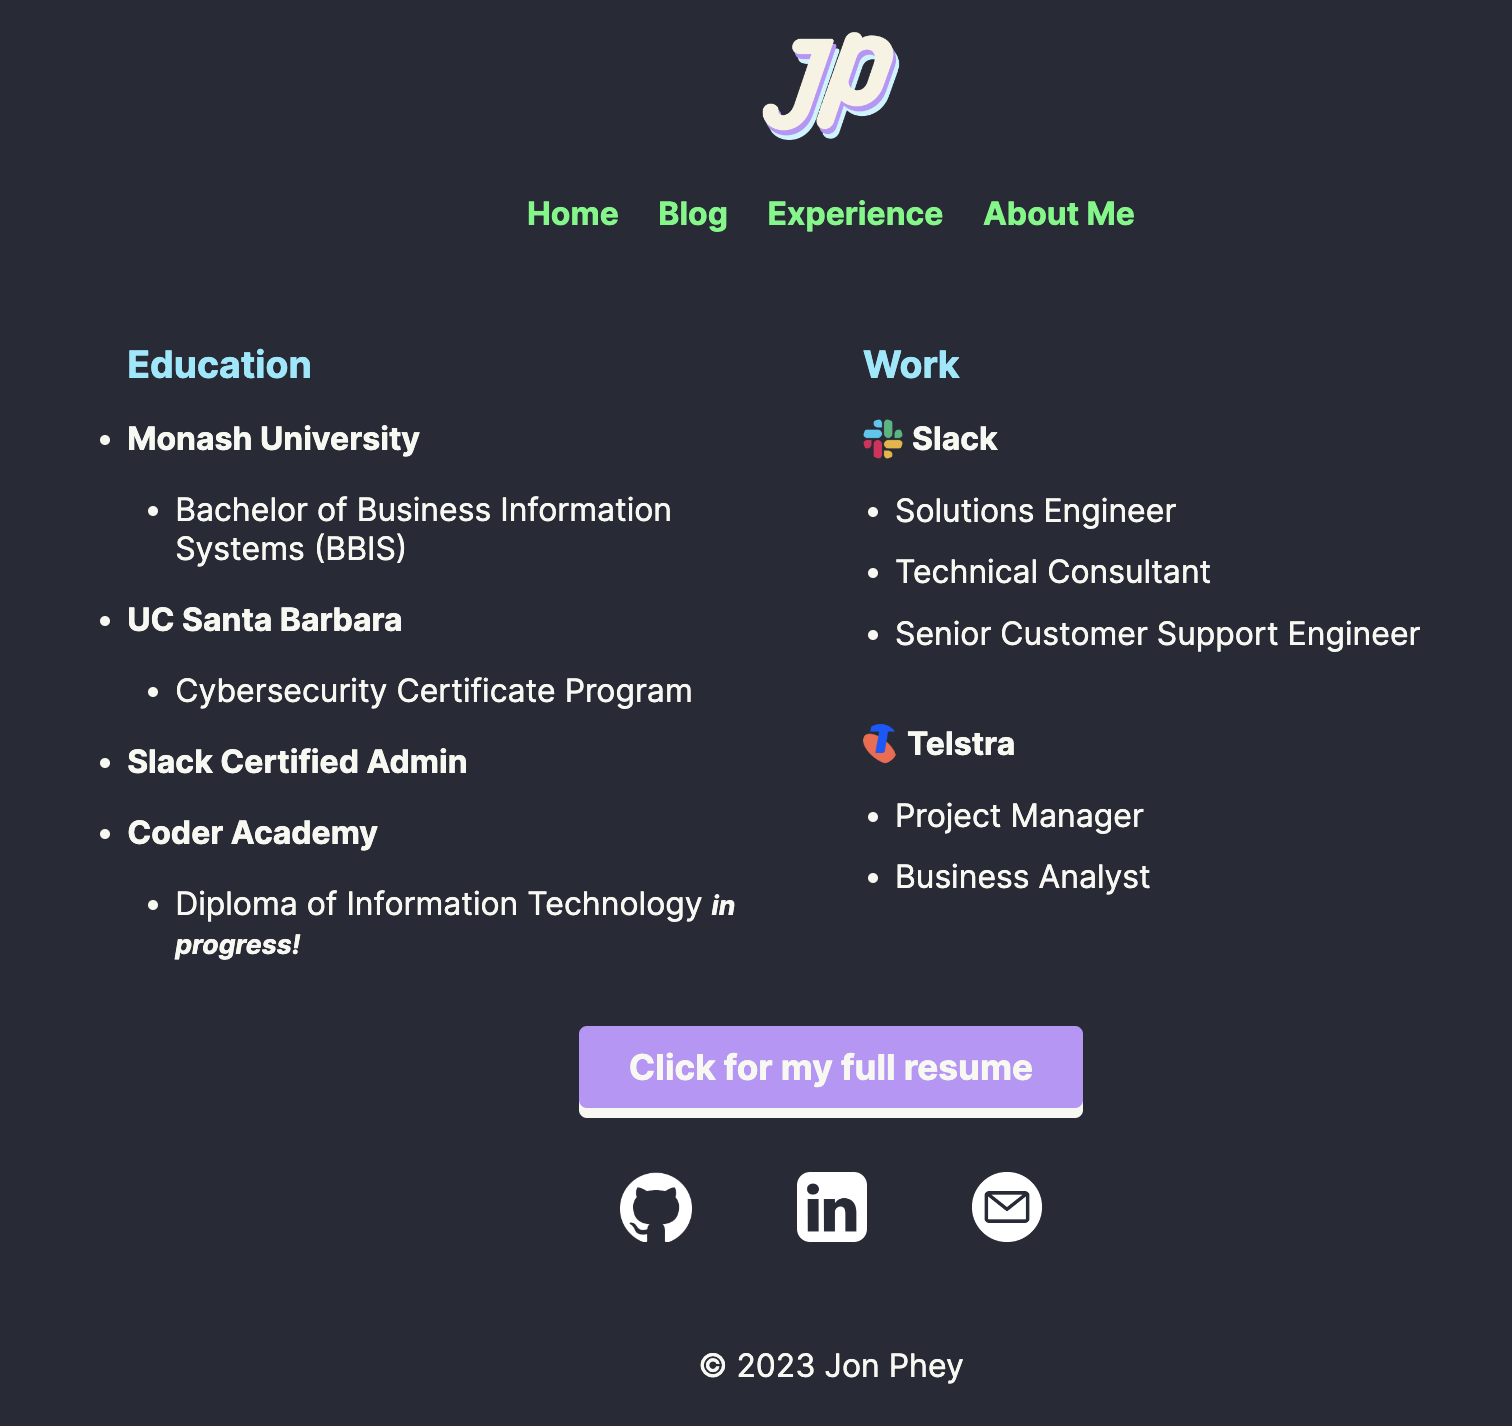 JP
Home Blog Experience About Me
Education
• Monash University
• Bachelor of Business Information
Systems (BBIS)
• UC Santa Barbara
• Cybersecurity Certificate Program
• Slack Certified Admin
• Coder Academy
• Diploma of Information Technology in
progress!
Work
Slack
• Solutions Engineer
• Technical Consultant
• Senior Customer Support Engineer
T Telstra
• Project Manager
• Business Analyst
Click for my full resume
in
© 2023 Jon Phey